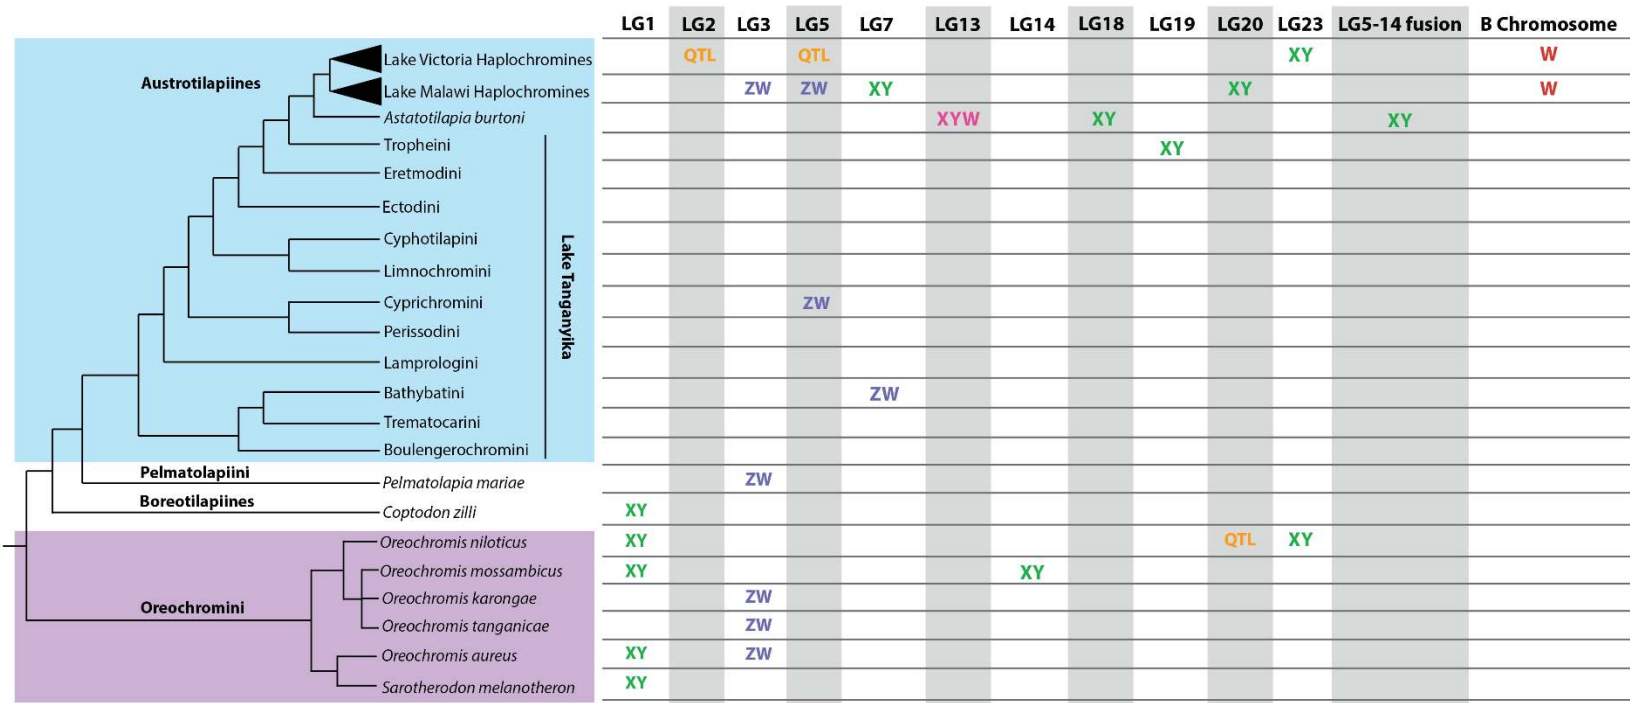 LG1 LG2 LG3 LG5 LG7 LG13 LG14 LG18 LG19 LG20 LG23 LG5-14 fusion B Chromosome
Austrotilapiines
Lake Victoria Haplochromines QTL QTL XY W
Lake Malawi Haplochromines ZW ZW XY XY W
Astatotilapia burtoni XYW XY XY
Tropheini XY
Eretmodini
Ectodini
Cyphotilapini
Limnochromini
Cyprichromini ZW
Perissodini
Lamprologini
Bathybatini ZW
Trematocarini
Boulengerochromini
Lake Tanganyika
Pelmatolapiini
Pelmatolapia mariae ZW
Boreotilapiines
Coptodon zilli XY
Oreochromini
Oreochromis niloticus XY QTL XY
Oreochromis mossambicus XY XY
Oreochromis karongae ZW
Oreochromis tanganicae ZW
Oreochromis aureus XY ZW
Sarotherodon melanotheron XY